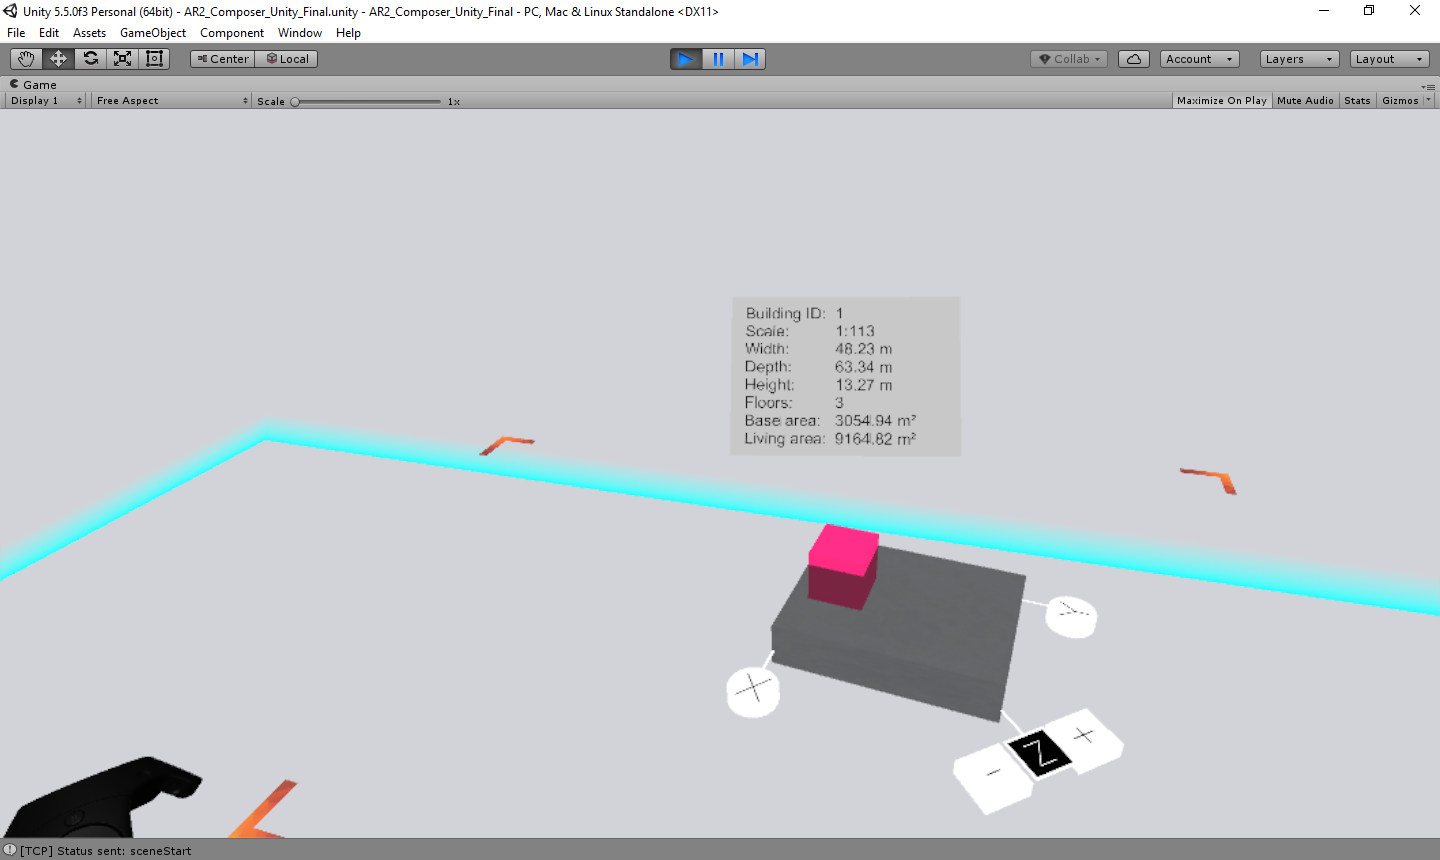 Unity 5.5.0f3 Personal (64bit) - AR2_Composer_Unity_Final.unity - AR2_Composer_Unity_Final - PC, Mac & Linux Standalone <DX11>
File Edit Assets GameObject Component Window Help
Center Local Collab Account Layers Layout
Game
Display 1 Free Aspect Scale 1x Maximize On Play Mute Audio Stats Gizmos
Building ID: 1
Scale: 1:113
Width: 48.23 m
Depth: 63.34 m
Height: 13.27 m
Floors: 3
Base area: 3054.94 m²
Living area: 9164.82 m²
Y
X
- Z +
[TCP] Status sent: sceneStart